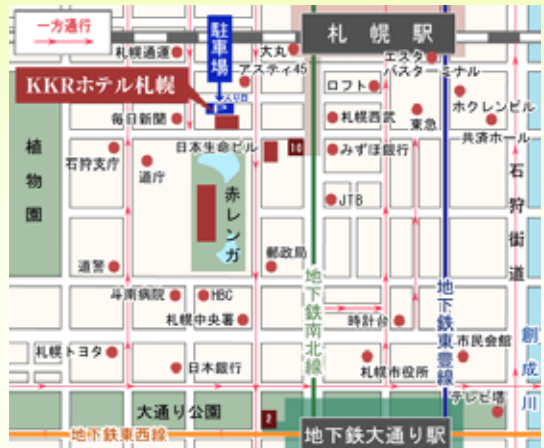 一方通行
札幌駅
札幌通運
駐車場
大丸
アスティ45
エスタ
バスターミナル
KKRホテル札幌
入り口
ロフト
ホクレンビル
毎日新聞
札幌西武
東急
共済ホール
植物園
石狩支庁
道庁
日本生命ビル
10
みずほ銀行
石狩街道
赤レンガ
JTB
道警
郵政局
地下鉄南北線
地下鉄東豊線
斗南病院
HBC
札幌中央署
時計台
創成川
札幌トヨタ
日本銀行
札幌市役所
市民会館
大通り公園
2
テレビ塔
地下鉄東西線
地下鉄大通り駅